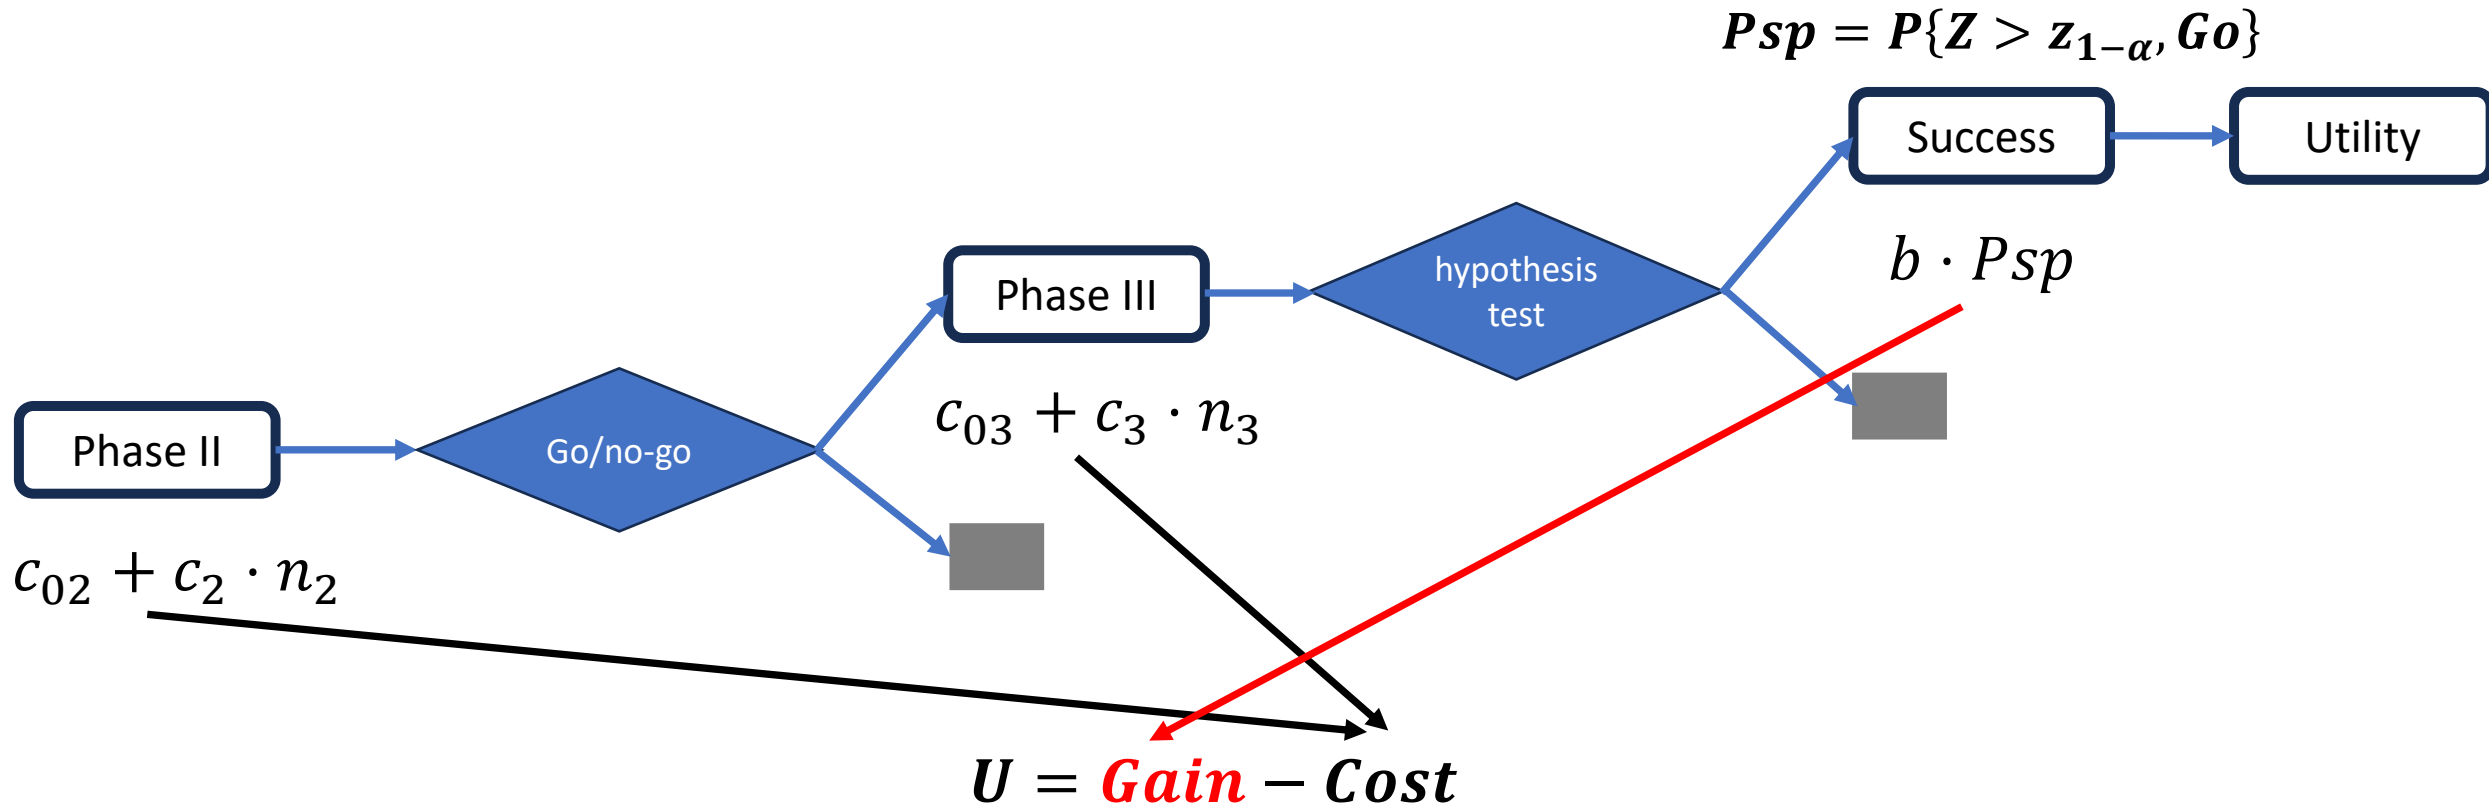 Psp = P{Z > z₁₋α, Go}
Success
Utility
b · Psp
hypothesis
test
Phase III
c₀₃ + c₃ · n₃
Phase II
Go/no-go
c₀₂ + c₂ · n₂
U = Gain − Cost